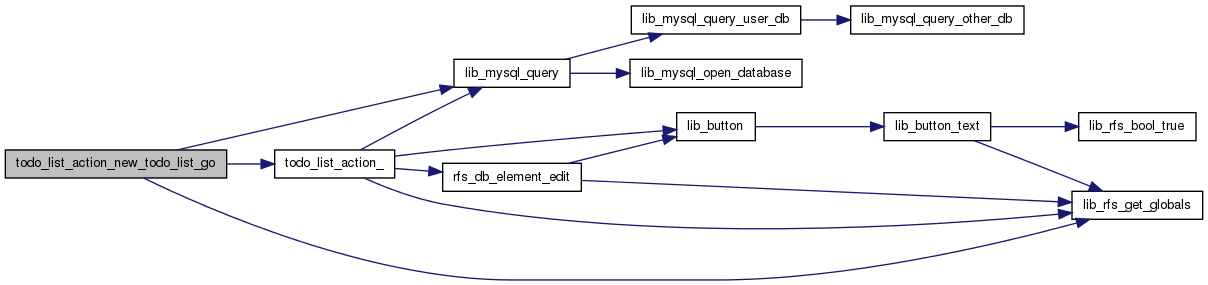 lib_mysql_query_user_db
lib_mysql_query_other_db
lib_mysql_query
lib_mysql_open_database
lib_button
lib_button_text
lib_rfs_bool_true
todo_list_action_new_todo_list_go
todo_list_action_
rfs_db_element_edit
lib_rfs_get_globals